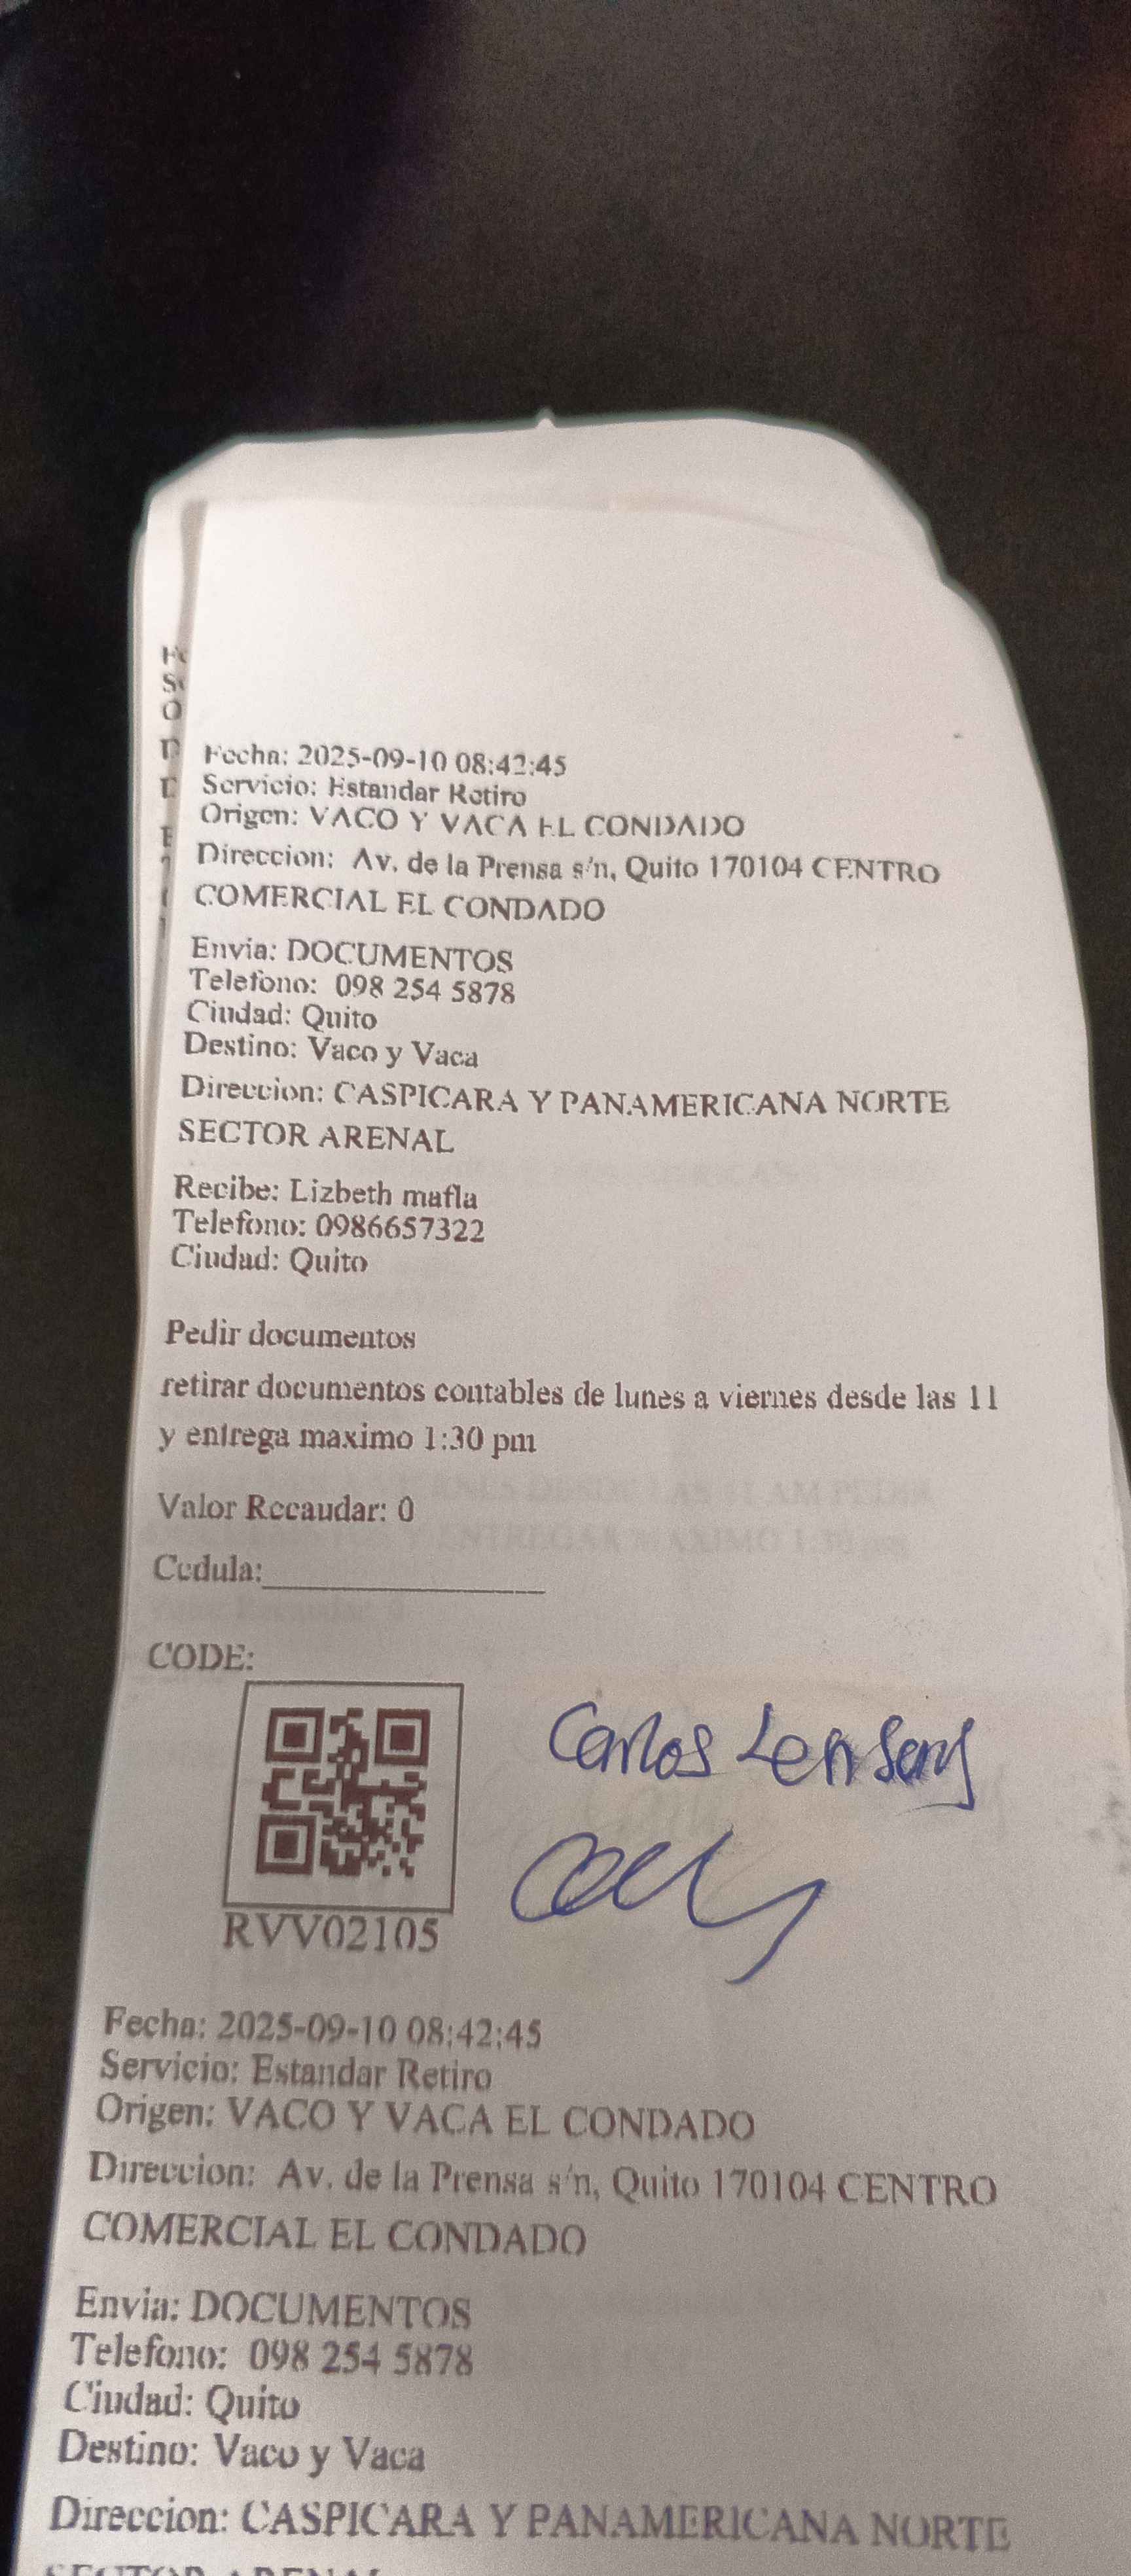 Fecha: 2025-09-10 08:42:45
Servicio: Estandar Retiro
Origen: VACO Y VACA EL CONDADO
Direccion: Av. de la Prensa s/n, Quito 170104 CENTRO
COMERCIAL EL CONDADO
Envia: DOCUMENTOS
Telefono: 098 254 5878
Ciudad: Quito
Destino: Vaco y Vaca
Direccion: CASPICARA Y PANAMERICANA NORTE
SECTOR ARENAL
Recibe: Lizbeth mafla
Telefono: 0986657322
Ciudad: Quito
Pedir documentos
retirar documentos contables de lunes a viernes desde las 11
y entrega maximo 1:30 pm
Valor Recaudar: 0
Cedula:
CODE:
Carlos
RVV02105
Fecha: 2025-09-10 08:42:45
Servicio: Estandar Retiro
Origen: VACO Y VACA EL CONDADO
Direccion: Av. de la Prensa s/n, Quito 170104 CENTRO
COMERCIAL EL CONDADO
Envia: DOCUMENTOS
Telefono: 098 254 5878
Ciudad: Quito
Destino: Vaco y Vaca
Direccion: CASPICARA Y PANAMERICANA NORTE
SECTOR ARENAL